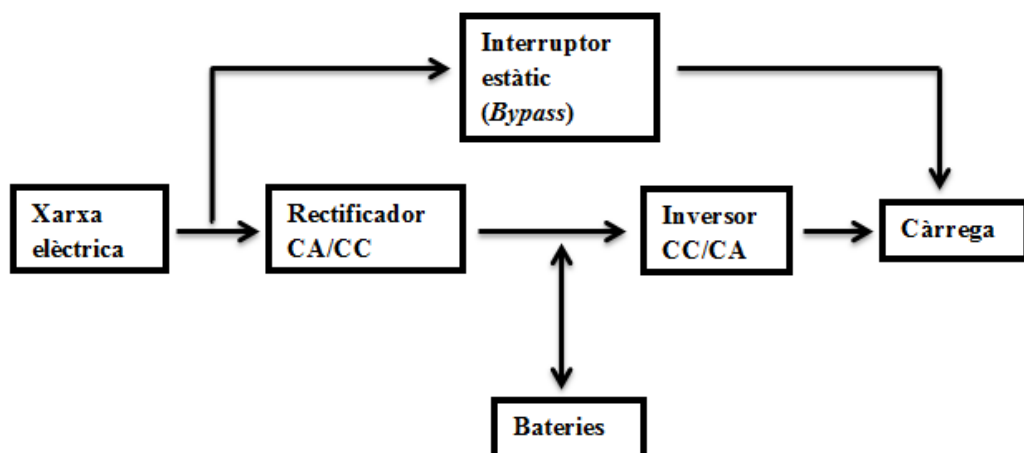 Interruptor
estàtic
(Bypass)
Xarxa
elèctrica
Rectificador
CA/CC
Inversor
CC/CA
Càrrega
Bateries